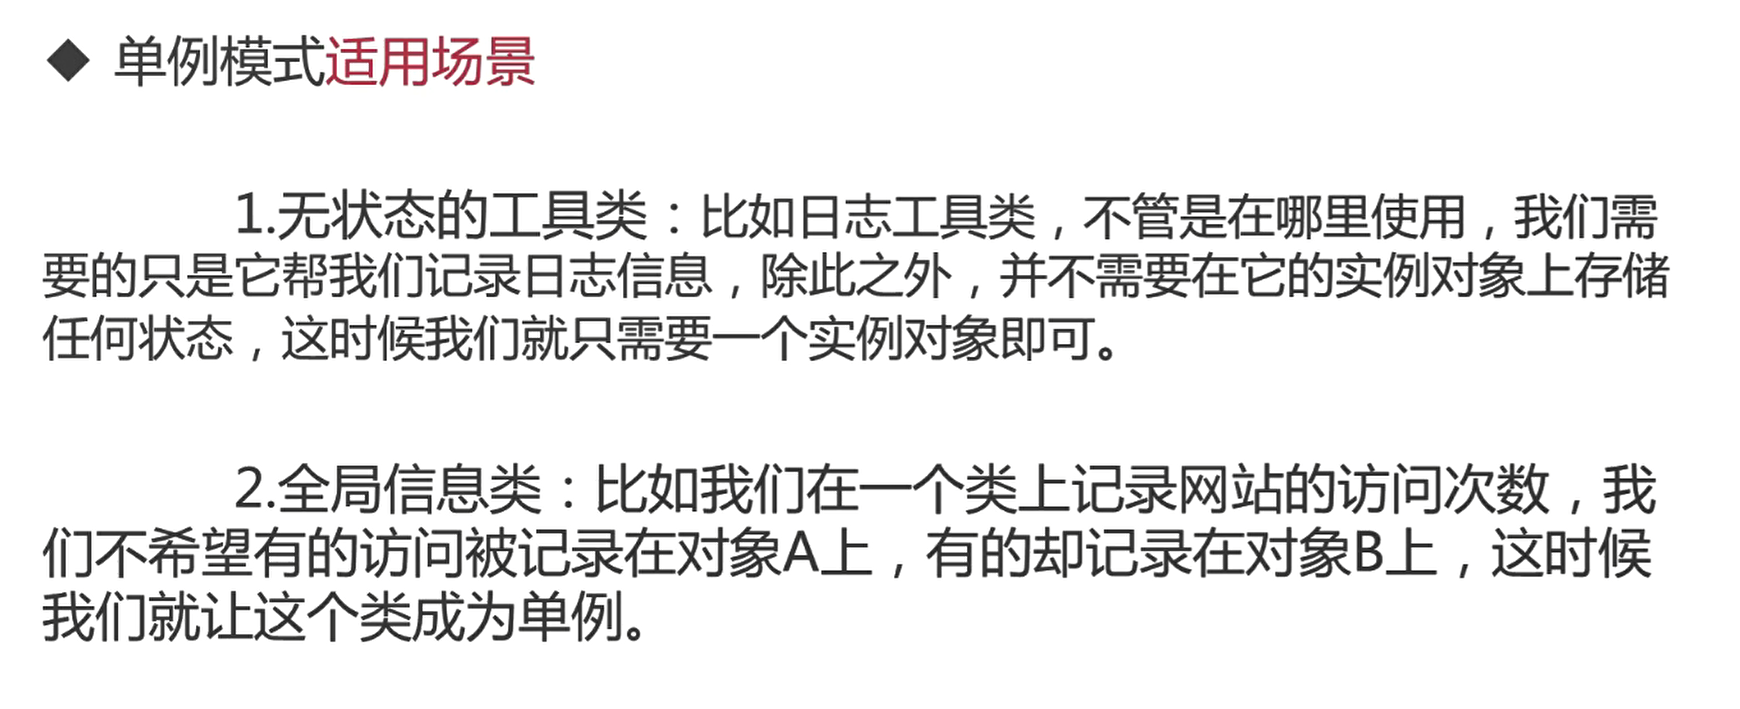 ◆ 单例模式适用场景
1.无状态的工具类：比如日志工具类，不管是在哪里使用，我们需
要的只是它帮我们记录日志信息，除此之外，并不需要在它的实例对象上存储
任何状态，这时候我们就只需要一个实例对象即可。
2.全局信息类：比如我们在一个类上记录网站的访问次数，我
们不希望有的访问被记录在对象A上，有的却记录在对象B上，这时候
我们就让这个类成为单例。